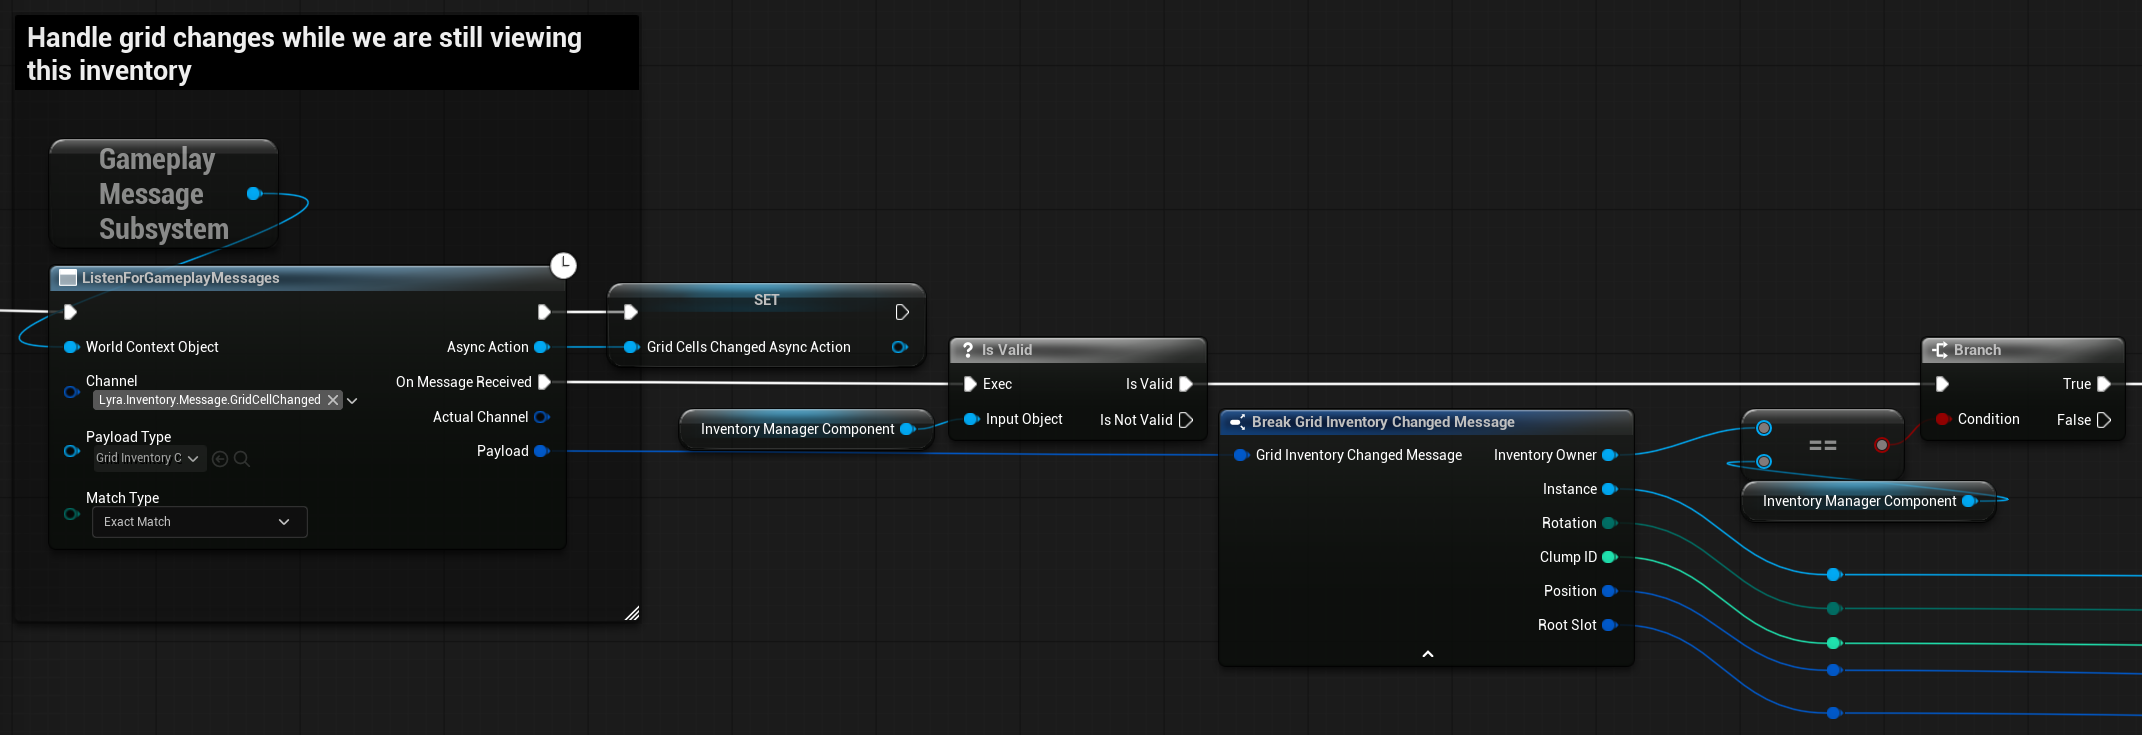 Handle grid changes while we are still viewing
this inventory
Gameplay
Message
Subsystem
ListenForGameplayMessages
World Context Object
Async Action
Channel
Lyra.Inventory.Message.GridCellChanged
On Message Received
Actual Channel
Payload Type
Grid Inventory C
Payload
Match Type
Exact Match
SET
Grid Cells Changed Async Action
Inventory Manager Component
? Is Valid
Exec
Is Valid
Input Object
Is Not Valid
Break Grid Inventory Changed Message
Grid Inventory Changed Message
Inventory Owner
Instance
Rotation
Clump ID
Position
Root Slot
==
Inventory Manager Component
Branch
True
Condition
False